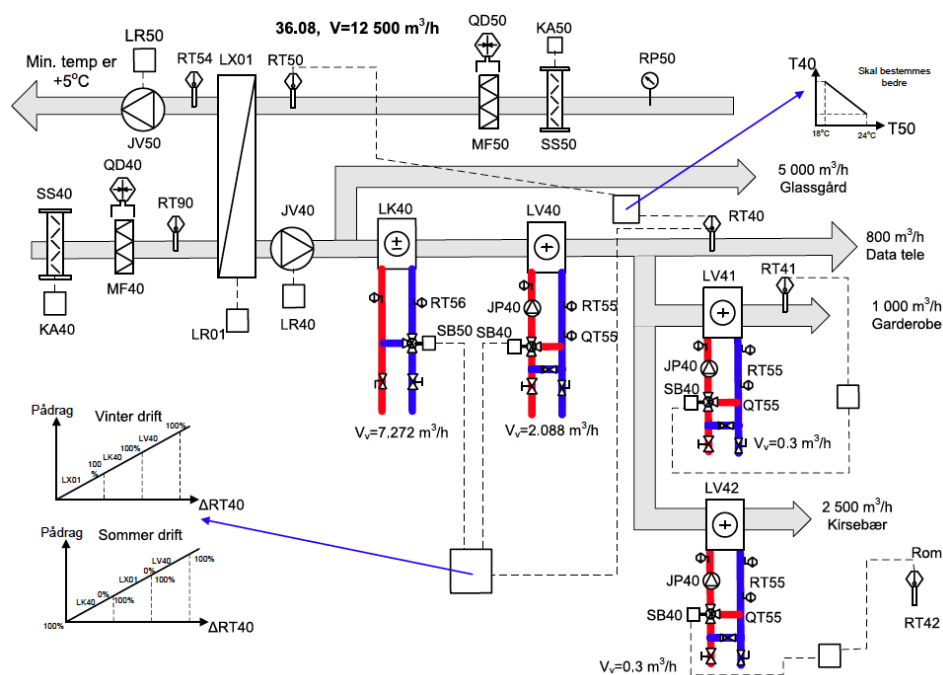 36.08, V=12 500 m³/h
QD50
KA50
LR50
RT54
LX01
RT50
RP50
Min. temp er
+5°C
T40
Skal bestemmes
bedre
18°C
24°C
T50
JV50
MF50
SS50
QD40
SS40
RT90
JV40
LK40
LV40
5 000 m³/h
Glassgård
RT40
800 m³/h
Data tele
MF40
KA40
LR01
LR40
RT56
SB50
SB40
JP40
RT55
QT55
LV41
RT41
1 000 m³/h
Garderobe
JP40
RT55
SB40
QT55
Vᵥ=7,272 m³/h
Vᵥ=2.088 m³/h
Vᵥ=0.3 m³/h
Pådrag
Vinter drift
LX01
100
%
LK40
100%
LV40
100%
ΔRT40
Pådrag
Sommer drift
100%
LK40
0%
100%
LX01
0%
100%
LV40
100%
ΔRT40
LV42
2 500 m³/h
Kirsebær
JP40
RT55
SB40
QT55
Rom
RT42
Vᵥ=0.3 m³/h